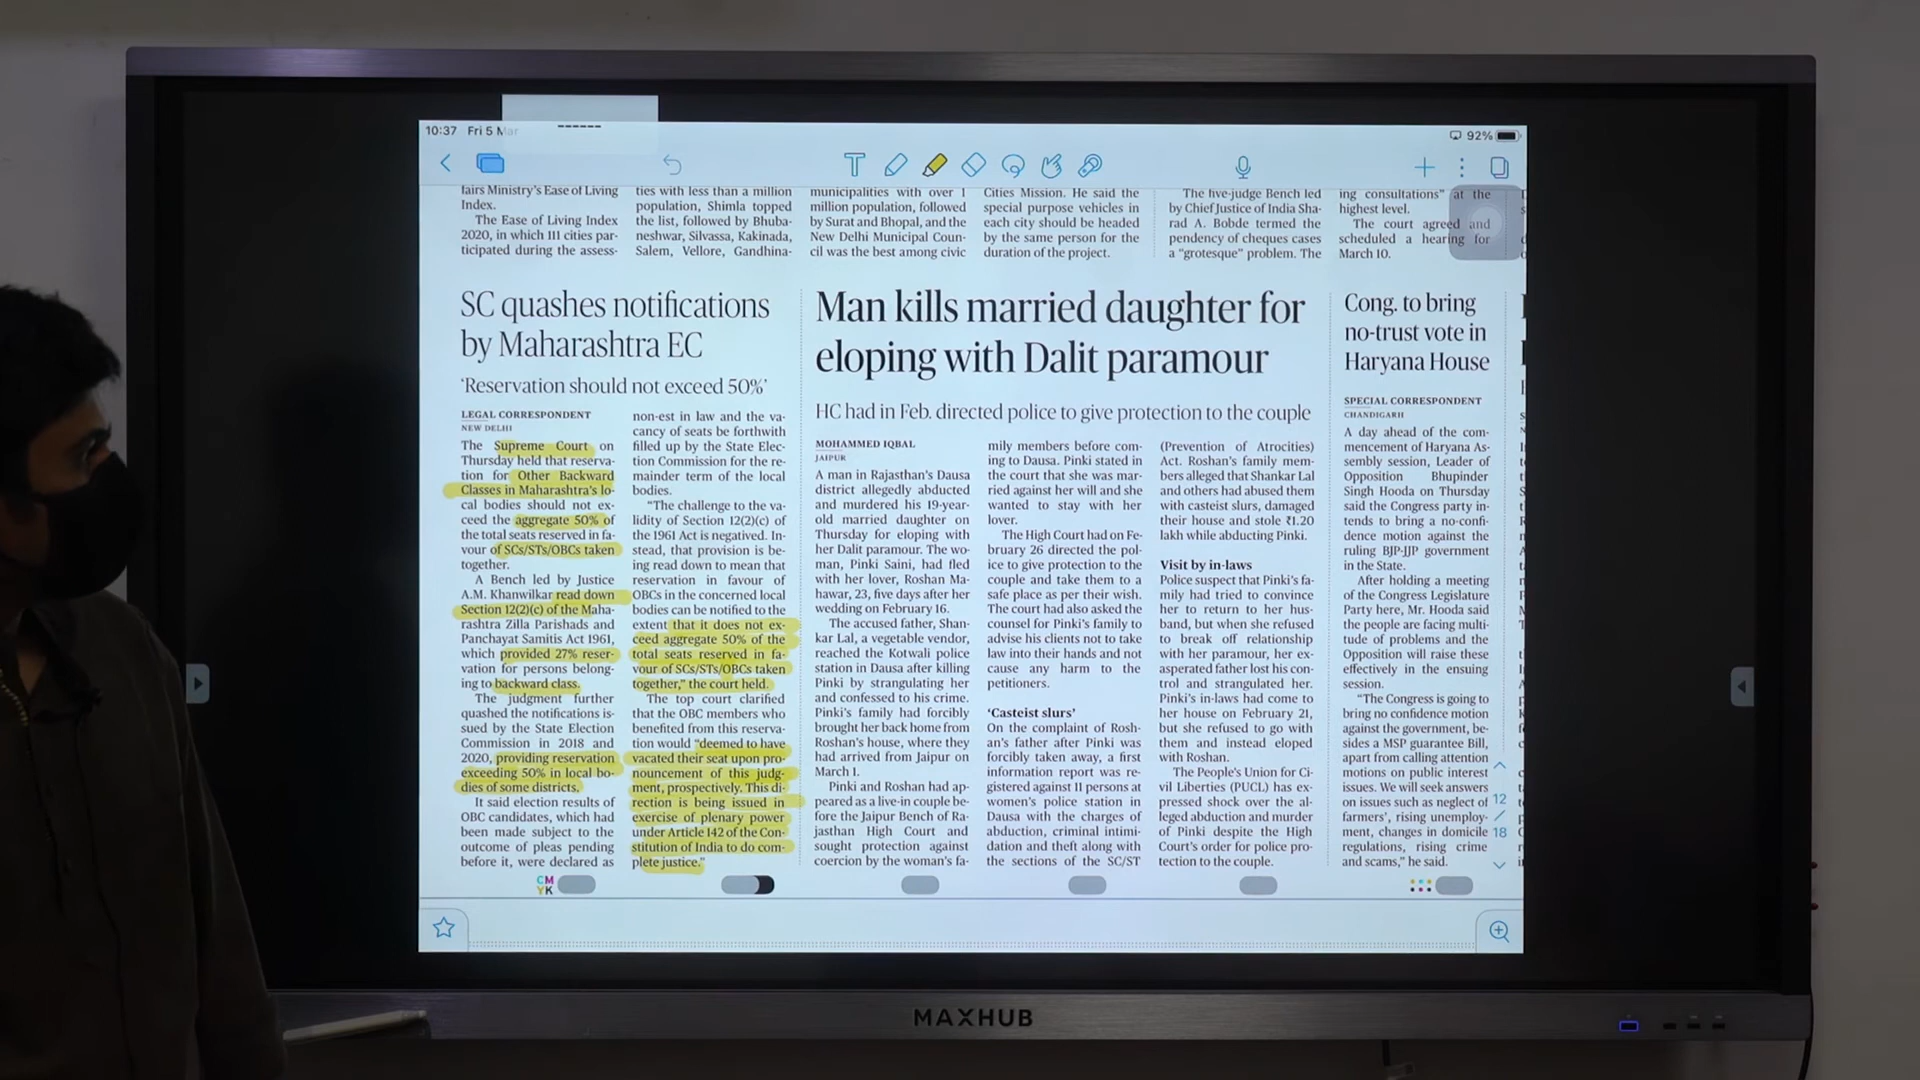 10:37 Fri 5 Mar
92%
fairs Ministry's Ease of Living
Index.
The Ease of Living Index
2020, in which 111 cities par-
ticipated during the assess-
ties with less than a million
population, Shimla topped
the list, followed by Bhuba-
neshwar, Silvassa, Kakinada,
Salem, Vellore, Gandhina-
municipalities with over 1
million population, followed
by Surat and Bhopal, and the
New Delhi Municipal Coun-
cil was the best among civic
Cities Mission. He said the
special purpose vehicles in
each city should be headed
by the same person for the
duration of the project.
The five-judge Bench led
by Chief Justice of India Sha-
rad A. Bobde termed the
pendency of cheques cases
a "grotesque" problem. The
ing consultations" at the
highest level.
The court agreed and
scheduled a hearing for
March 10.
SC quashes notifications
by Maharashtra EC
'Reservation should not exceed 50%'
LEGAL CORRESPONDENT
NEW DELHI
The Supreme Court on
Thursday held that reserva-
tion for Other Backward
Classes in Maharashtra's lo-
cal bodies should not ex-
ceed the aggregate 50% of
the total seats reserved in fa-
vour of SCs/STs/OBCs taken
together.
A Bench led by Justice
A.M. Khanwilkar read down
Section 12(2)(c) of the Maha-
rashtra Zilla Parishads and
Panchayat Samitis Act 1961,
which provided 27% reser-
vation for persons belong-
ing to backward class.
The judgment further
quashed the notifications is-
sued by the State Election
Commission in 2018 and
2020, providing reservation
exceeding 50% in local bo-
dies of some districts.
It said election results of
OBC candidates, which had
been made subject to the
outcome of pleas pending
before it, were declared as
non-est in law and the va-
cancy of seats be forthwith
filled up by the State Elec-
tion Commission for the re-
mainder term of the local
bodies.
"The challenge to the va-
lidity of Section 12(2)(c) of
the 1961 Act is negatived. In-
stead, that provision is be-
ing read down to mean that
reservation in favour of
OBCs in the concerned local
bodies can be notified to the
extent that it does not ex-
ceed aggregate 50% of the
total seats reserved in fa-
vour of SCs/STs/OBCs taken
together," the court held.
The top court clarified
that the OBC members who
benefited from this reserva-
tion would "deemed to have
vacated their seat upon pro-
nouncement of this judg-
ment, prospectively. This di-
rection is being issued in
exercise of plenary power
under Article 142 of the Con-
stitution of India to do com-
plete justice."
Man kills married daughter for
eloping with Dalit paramour
HC had in Feb. directed police to give protection to the couple
MOHAMMED IQBAL
JAIPUR
A man in Rajasthan's Dausa
district allegedly abducted
and murdered his 19-year-
old married daughter on
Thursday for eloping with
her Dalit paramour. The wo-
man, Pinki Saini, had fled
with her lover, Roshan Ma-
hawar, 23, five days after her
wedding on February 16.
The accused father, Shan-
kar Lal, a vegetable vendor,
reached the Kotwali police
station in Dausa after killing
Pinki by strangulating her
and confessed to his crime.
Pinki's family had forcibly
brought her back home from
Roshan's house, where they
had arrived from Jaipur on
March 1.
Pinki and Roshan had ap-
peared as a live-in couple be-
fore the Jaipur Bench of Ra-
jasthan High Court and
sought protection against
coercion by the woman's fa-
mily members before com-
ing to Dausa. Pinki stated in
the court that she was mar-
ried against her will and she
wanted to stay with her
lover.
The High Court had on Fe-
bruary 26 directed the pol-
ice to give protection to the
couple and take them to a
safe place as per their wish.
The court had also asked the
counsel for Pinki's family to
advise his clients not to take
law into their hands and not
cause any harm to the
petitioners.
'Casteist slurs'
On the complaint of Rosh-
an's father after Pinki was
forcibly taken away, a first
information report was re-
gistered against 11 persons at
women's police station in
Dausa with the charges of
abduction, criminal intimi-
dation and theft along with
the sections of the SC/ST
(Prevention of Atrocities)
Act. Roshan's family mem-
bers alleged that Shankar Lal
and others had abused them
with casteist slurs, damaged
their house and stole ₹1.20
lakh while abducting Pinki.
Visit by in-laws
Police suspect that Pinki's fa-
mily had tried to convince
her to return to her hus-
band, but when she refused
to break off relationship
with her paramour, her ex-
asperated father lost his con-
trol and strangulated her.
Pinki's in-laws had come to
her house on February 21,
but she refused to go with
them and instead eloped
with Roshan.
The People's Union for Ci-
vil Liberties (PUCL) has ex-
pressed shock over the al-
leged abduction and murder
of Pinki despite the High
Court's order for police pro-
tection to the couple.
Cong. to bring
no-trust vote in
Haryana House
SPECIAL CORRESPONDENT
CHANDIGARH
A day ahead of the com-
mencement of Haryana As-
sembly session, Leader of
Opposition Bhupinder
Singh Hooda on Thursday
said the Congress party in-
tends to bring a no-confi-
dence motion against the
ruling BJP-JJP government
in the State.
After holding a meeting
of the Congress Legislature
Party here, Mr. Hooda said
the people are facing multi-
tude of problems and the
Opposition will raise these
effectively in the ensuing
session.
"The Congress is going to
bring no confidence motion
against the government, be-
sides a MSP guarantee Bill,
apart from calling attention
motions on public interest
issues. We will seek answers
on issues such as neglect of
farmers', rising unemploy-
ment, changes in domicile
regulations, rising crime
and scams," he said.
12
18
CM
YK
MAXHUB